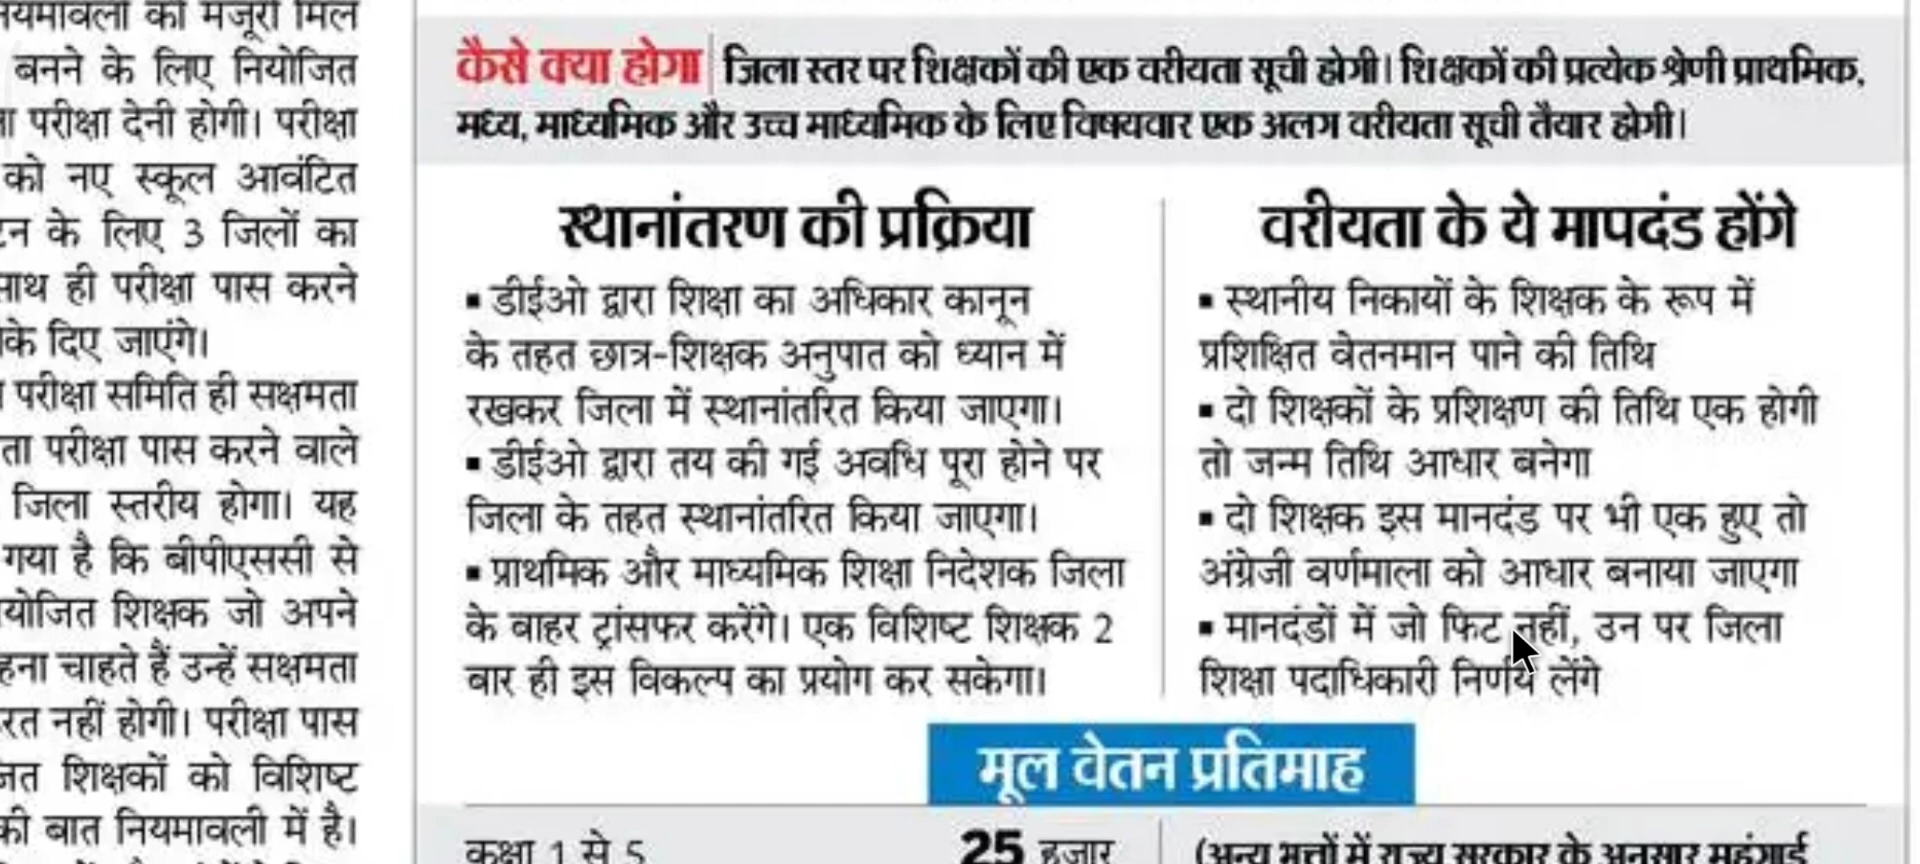 की मंजूरी मिल
बनने के लिए नियोजित
परीक्षा देनी होगी। परीक्षा
को नए स्कूल आवंटित
के लिए 3 जिलों का
साथ ही परीक्षा पास करने
के दिए जाएंगे।
परीक्षा समिति ही सक्षमता
परीक्षा पास करने वाले
जिला स्तरीय होगा। यह
गया है कि बीपीएससी से
शिक्षक जो अपने
चाहते हैं उन्हें सक्षमता
नहीं होगी। परीक्षा पास
शिक्षकों को विशिष्ट
की बात नियमावली में है।
कैसे क्या होगा जिला स्तर पर शिक्षकों की एक वरीयता सूची होगी। शिक्षकों की प्रत्येक श्रेणी प्राथमिक,
मध्य, माध्यमिक और उच्च माध्यमिक के लिए विषयवार एक अलग वरीयता सूची तैयार होगी।
स्थानांतरण की प्रक्रिया
▪ डीईओ द्वारा शिक्षा का अधिकार कानून
के तहत छात्र-शिक्षक अनुपात को ध्यान में
रखकर जिला में स्थानांतरित किया जाएगा।
▪ डीईओ द्वारा तय की गई अवधि पूरा होने पर
जिला के तहत स्थानांतरित किया जाएगा।
▪ प्राथमिक और माध्यमिक शिक्षा निदेशक जिला
के बाहर ट्रांसफर करेंगे। एक विशिष्ट शिक्षक 2
बार ही इस विकल्प का प्रयोग कर सकेगा।
वरीयता के ये मापदंड होंगे
▪ स्थानीय निकायों के शिक्षक के रूप में
प्रशिक्षित वेतनमान पाने की तिथि
▪ दो शिक्षकों के प्रशिक्षण की तिथि एक होगी
तो जन्म तिथि आधार बनेगा
▪ दो शिक्षक इस मानदंड पर भी एक हुए तो
अंग्रेजी वर्णमाला को आधार बनाया जाएगा
▪ मानदंडों में जो फिट नहीं, उन पर जिला
शिक्षा पदाधिकारी निर्णय लेंगे
मूल वेतन प्रतिमाह
कक्षा 1 से 5 25 हजार
(अन्य भत्तों में राज्य सरकार के अनुसार महंगाई